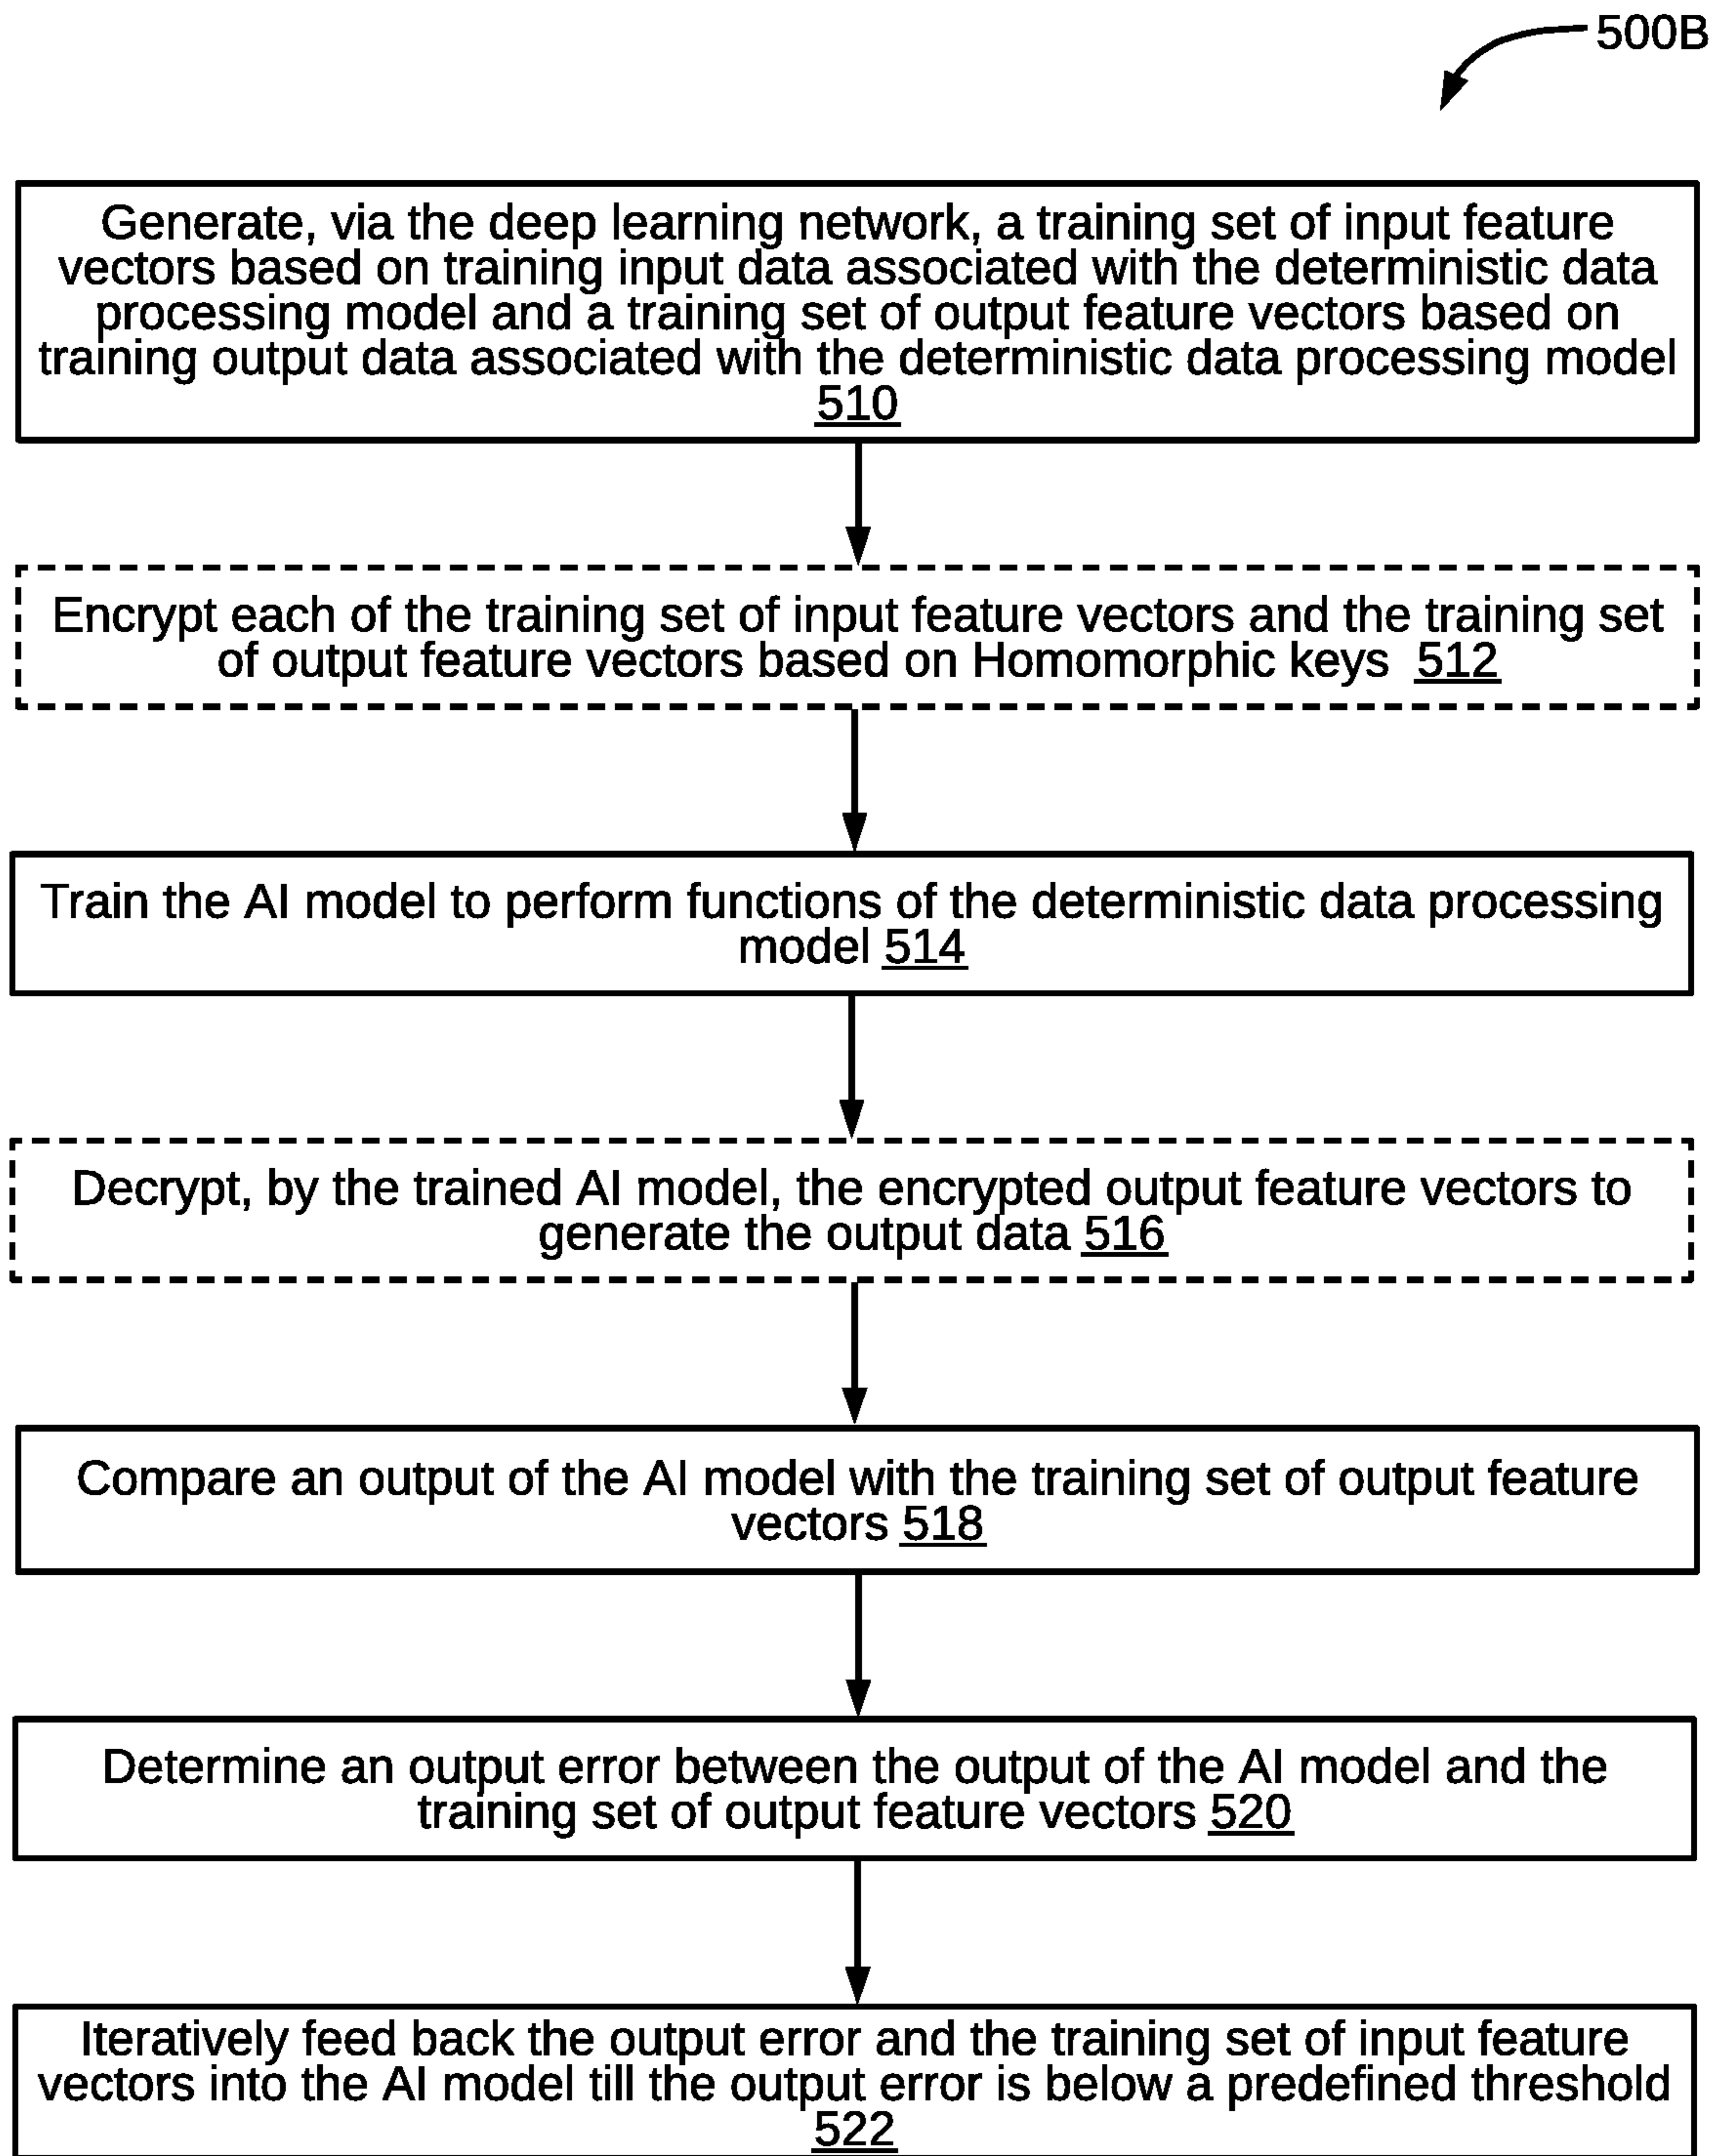 500B
Generate, via the deep learning network, a training set of input feature
vectors based on training input data associated with the deterministic data
processing model and a training set of output feature vectors based on
training output data associated with the deterministic data processing model
510
Encrypt each of the training set of input feature vectors and the training set
of output feature vectors based on Homomorphic keys 512
Train the AI model to perform functions of the deterministic data processing
model 514
Decrypt, by the trained AI model, the encrypted output feature vectors to
generate the output data 516
Compare an output of the AI model with the training set of output feature
vectors 518
Determine an output error between the output of the AI model and the
training set of output feature vectors 520
Iteratively feed back the output error and the training set of input feature
vectors into the AI model till the output error is below a predefined threshold
522